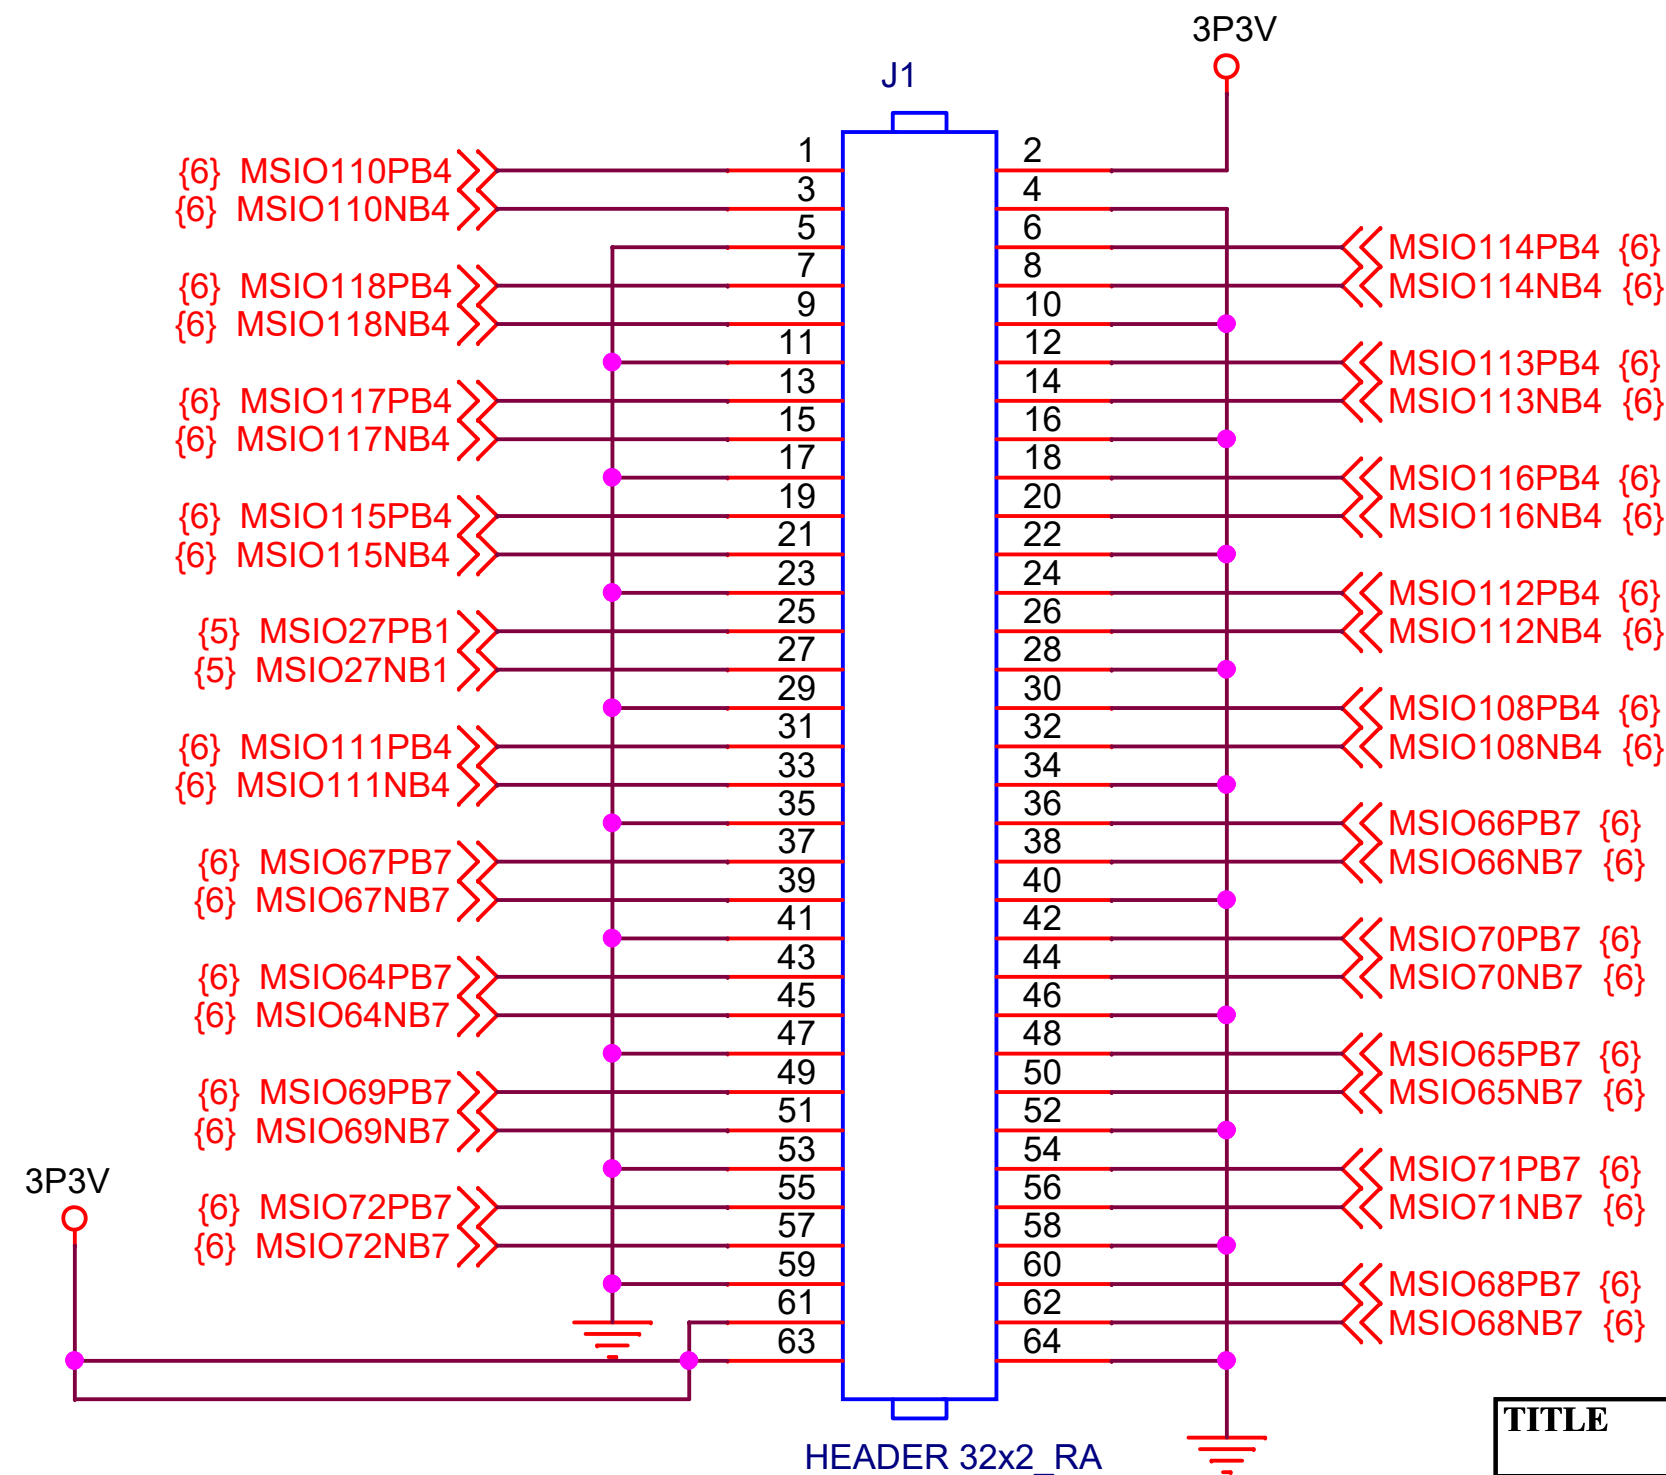 3P3V
J1
1 2
{6} MSIO110PB4
3 4
{6} MSIO110NB4
5 6
MSIO114PB4 {6}
7 8
{6} MSIO118PB4 MSIO114NB4 {6}
9 10
{6} MSIO118NB4
11 12
MSIO113PB4 {6}
13 14
{6} MSIO117PB4 MSIO113NB4 {6}
15 16
{6} MSIO117NB4
17 18
MSIO116PB4 {6}
19 20
{6} MSIO115PB4 MSIO116NB4 {6}
21 22
{6} MSIO115NB4
23 24
MSIO112PB4 {6}
25 26
{5} MSIO27PB1 MSIO112NB4 {6}
27 28
{5} MSIO27NB1
29 30
MSIO108PB4 {6}
31 32
{6} MSIO111PB4 MSIO108NB4 {6}
33 34
{6} MSIO111NB4
35 36
MSIO66PB7 {6}
37 38
{6} MSIO67PB7 MSIO66NB7 {6}
39 40
{6} MSIO67NB7
41 42
MSIO70PB7 {6}
43 44
{6} MSIO64PB7 MSIO70NB7 {6}
45 46
{6} MSIO64NB7
47 48
MSIO65PB7 {6}
49 50
{6} MSIO69PB7 MSIO65NB7 {6}
51 52
{6} MSIO69NB7
53 54
MSIO71PB7 {6}
3P3V
55 56
{6} MSIO72PB7 MSIO71NB7 {6}
57 58
{6} MSIO72NB7
59 60
MSIO68PB7 {6}
61 62
MSIO68NB7 {6}
63 64
TITLE
HEADER 32x2_RA